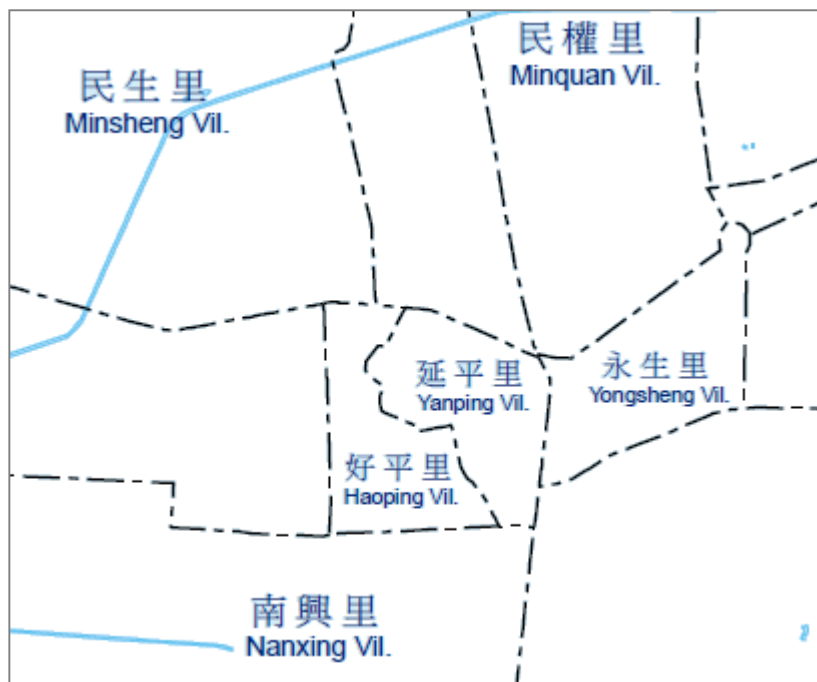 民權里
Minquan Vil.
民生里
Minsheng Vil.
延平里
Yanping Vil.
永生里
Yongsheng Vil.
好平里
Haoping Vil.
南興里
Nanxing Vil.